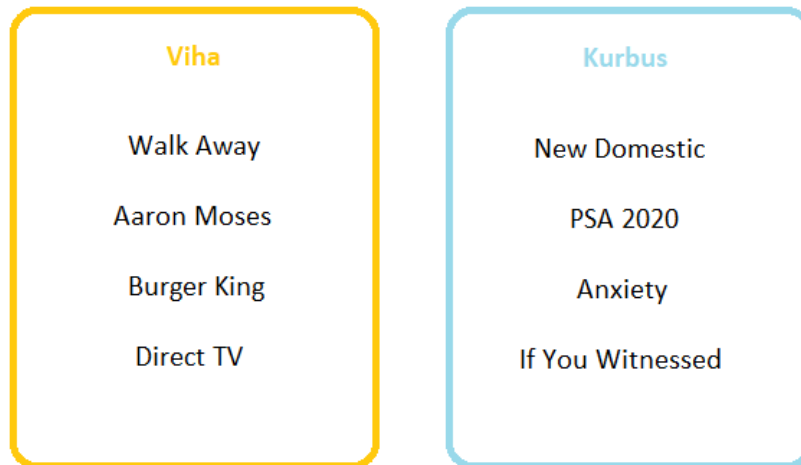 Viha
Walk Away
Aaron Moses
Burger King
Direct TV
Kurbus
New Domestic
PSA 2020
Anxiety
If You Witnessed